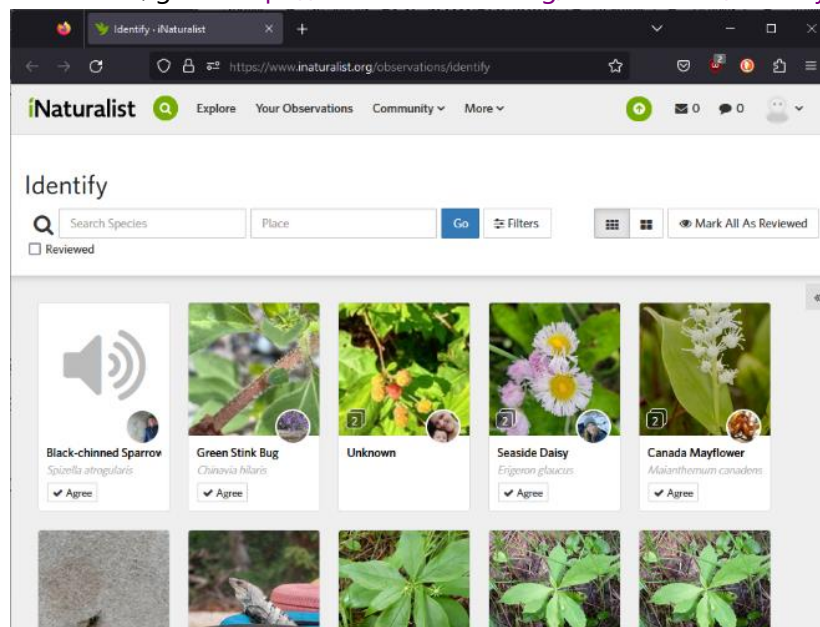 Identify - iNaturalist
https://www.inaturalist.org/observations/identify
2
iNaturalist Explore Your Observations Community More 0 0
Identify
Search Species Place Go Filters Mark All As Reviewed
Reviewed
2 2 2
Black-chinned Sparrow Green Stink Bug Unknown Seaside Daisy Canada Mayflower
Spizella atrogularis Chinavia hilaris Erigeron glaucus Maianthemum canadens
Agree Agree Agree Agree